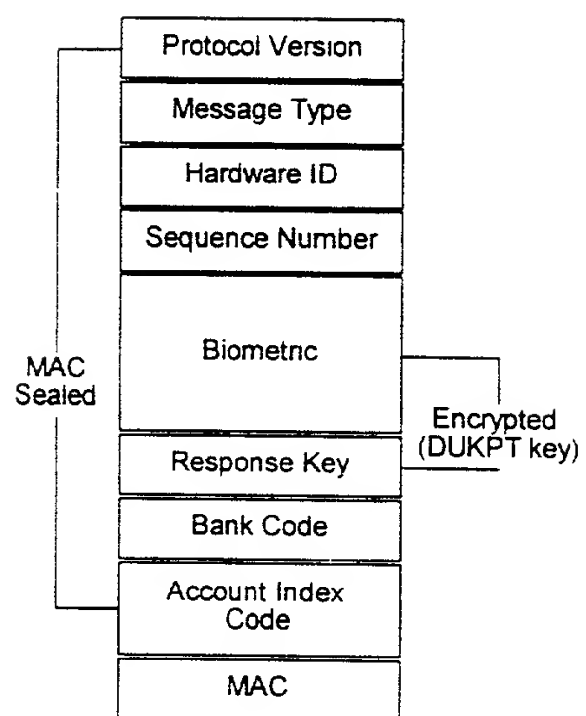 Protocol Version
Message Type
Hardware ID
Sequence Number
Biometric
MAC
Sealed
Encrypted
(DUKPT key)
Response Key
Bank Code
Account Index
Code
MAC